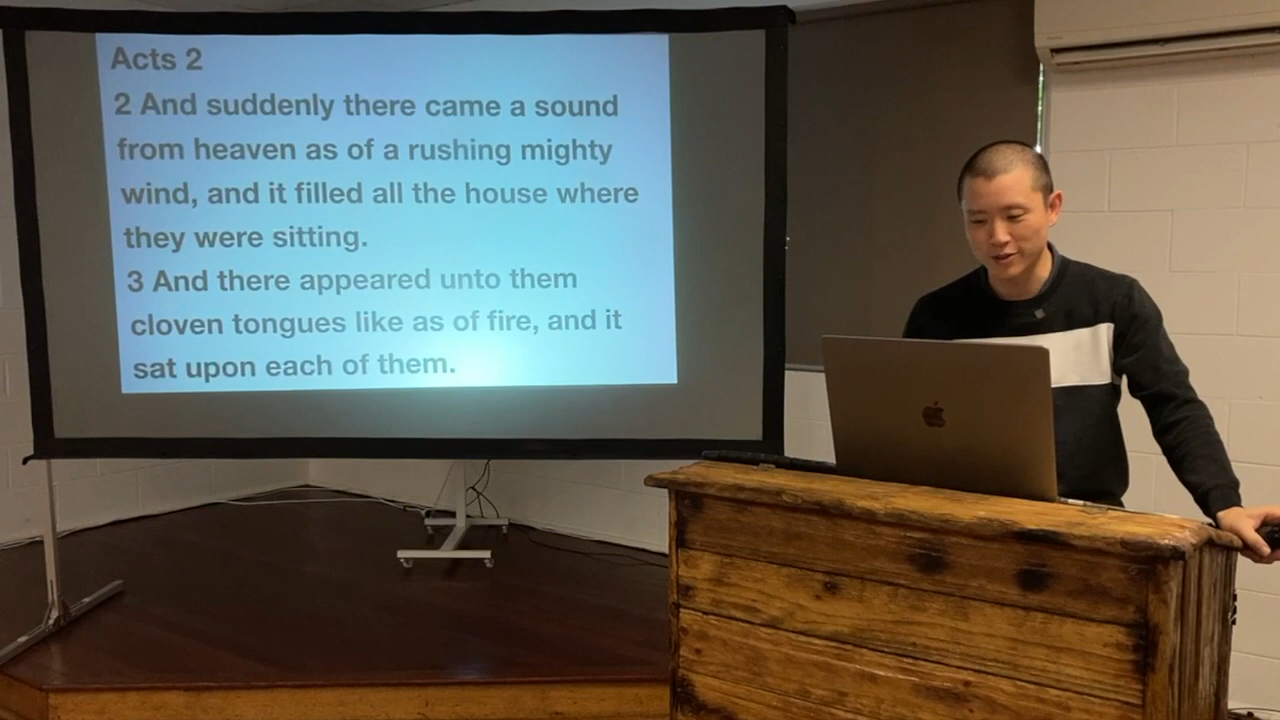 Acts 2
2 And suddenly there came a sound
from heaven as of a rushing mighty
wind, and it filled all the house where
they were sitting.
3 And there appeared unto them
cloven tongues like as of fire, and it
sat upon each of them.